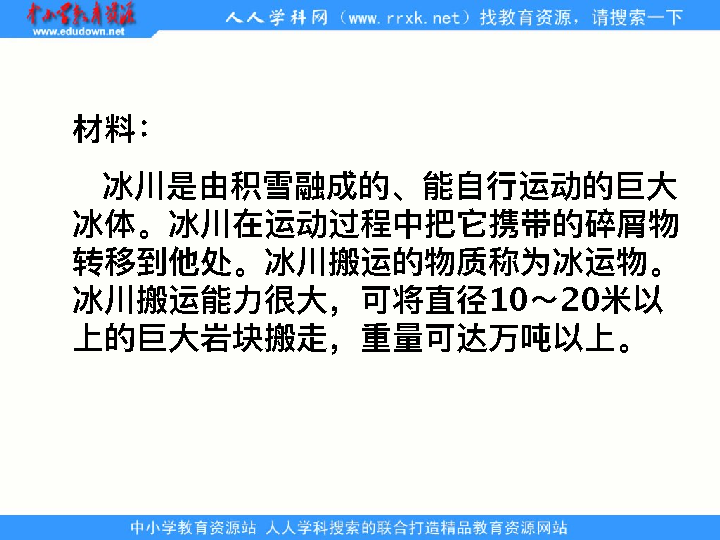 中小学教育资源
www.edudown.net
人人学科网（www.rrxk.net）找教育资源，请搜索一下
材料：
冰川是由积雪融成的、能自行运动的巨大
冰体。冰川在运动过程中把它携带的碎屑物
转移到他处。冰川搬运的物质称为冰运物。
冰川搬运能力很大，可将直径10～20米以
上的巨大岩块搬走，重量可达万吨以上。
中小学教育资源站 人人学科搜索的联合打造精品教育资源网站